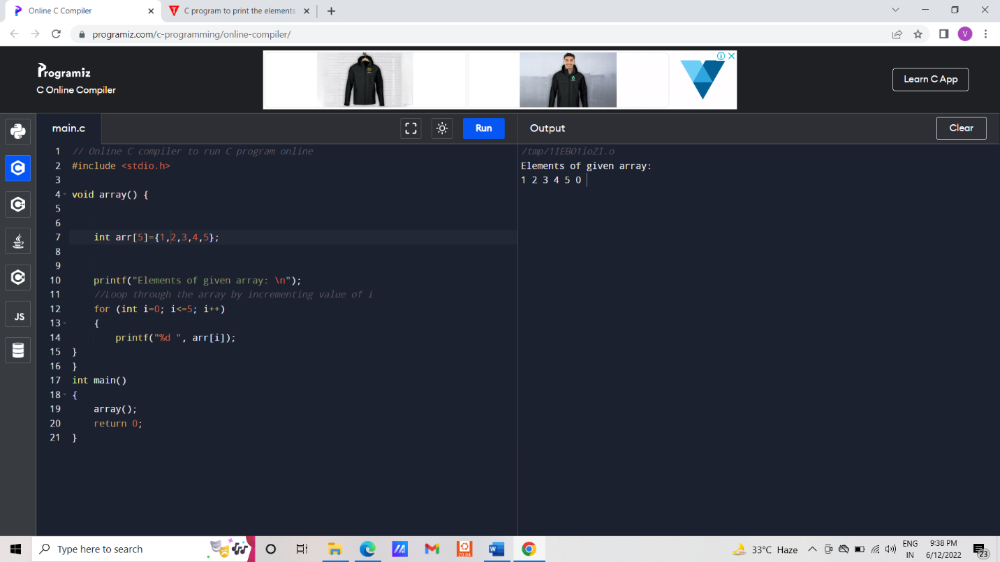 Online C Compiler
C program to print the elements
programiz.com/c-programming/online-compiler/
V
Programiz
C Online Compiler
Learn C App
main.c
Run
Output
Clear
1 // Online C compiler to run C program online
2 #include <stdio.h>
3
4 void array() {
5
6
7 int arr[5]={1,2,3,4,5};
8
9
10 printf("Elements of given array: \n");
11 //Loop through the array by incrementing value of i
12 for (int i=0; i<=5; i++)
13 {
14 printf("%d ", arr[i]);
15 }
16 }
17 int main()
18 {
19 array();
20 return 0;
21 }
/tmp/1IEBO1ioZI.o
Elements of given array:
1 2 3 4 5 0
JS
Type here to search
20.04
33°C Haze
ENG
IN
9:38 PM
6/12/2022
23